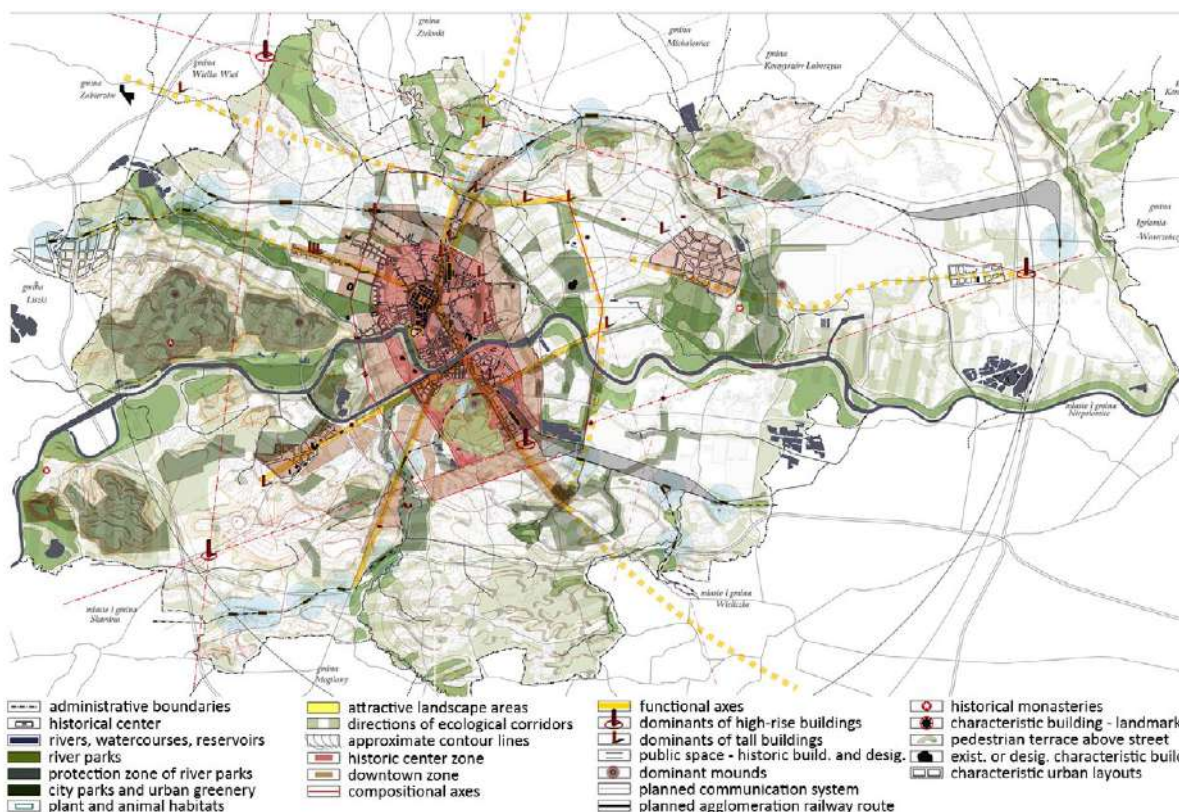 gmina
Zielonki
gmina
Michałowice
gmina
Wielka Wieś
gmina
Kocmyrzów Luborzyca
gmina
Zabierzów
gmina
Igołomia
-Wawrzeńczyce
gmina
Liszki
miasto i gmina
Niepołomice
miasto i gmina
Skawina
miasto i gmina
Wieliczka
gmina
Mogilany
administrative boundaries
historical center
rivers, watercourses, reservoirs
river parks
protection zone of river parks
city parks and urban greenery
plant and animal habitats
attractive landscape areas
directions of ecological corridors
approximate contour lines
historic center zone
downtown zone
compositional axes
functional axes
dominants of high-rise buildings
dominants of tall buildings
public space - historic build. and desig.
dominant mounds
planned communication system
planned agglomeration railway route
historical monasteries
characteristic building - landmark
pedestrian terrace above street
exist. or desig. characteristic build
characteristic urban layouts